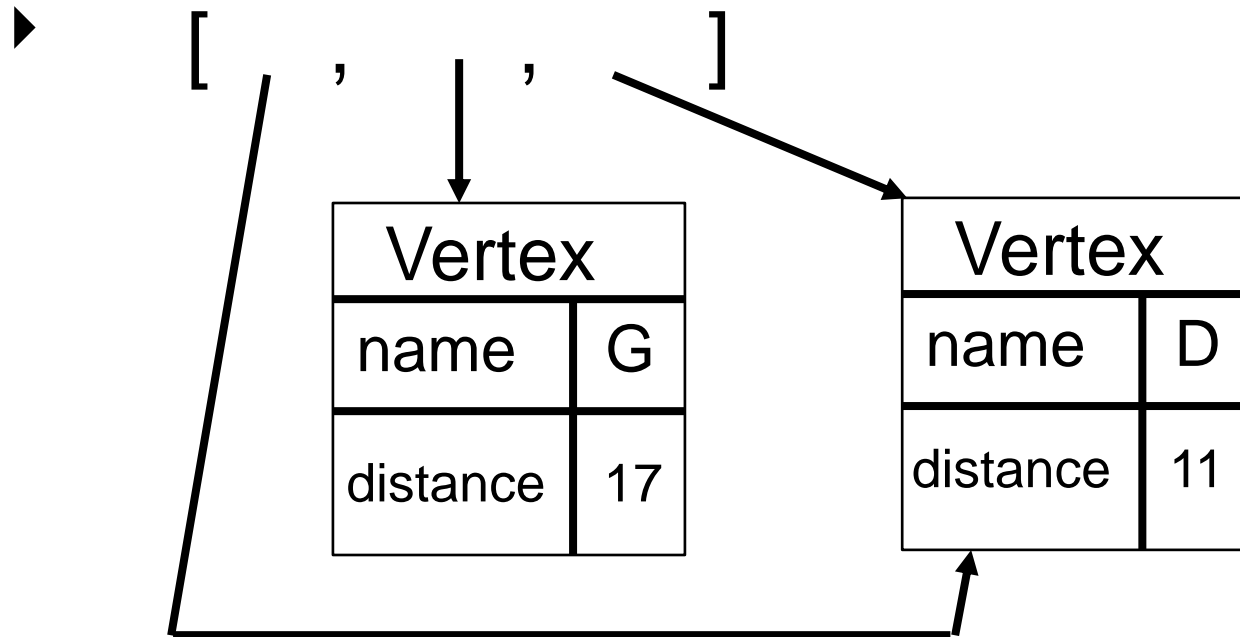 [ , , ]
Vertex
name G
distance 17
Vertex
name D
distance 11